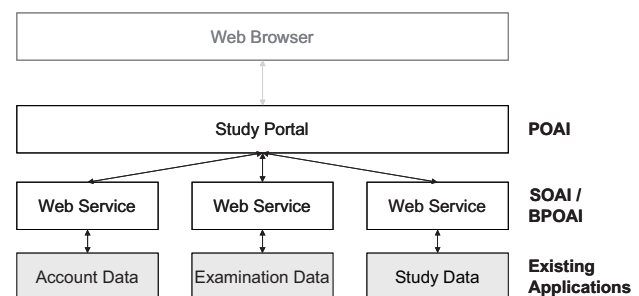 Web Browser
Study Portal
POAI
Web Service
Web Service
Web Service
SOAI /
BPOAI
Account Data
Examination Data
Study Data
Existing
Applications